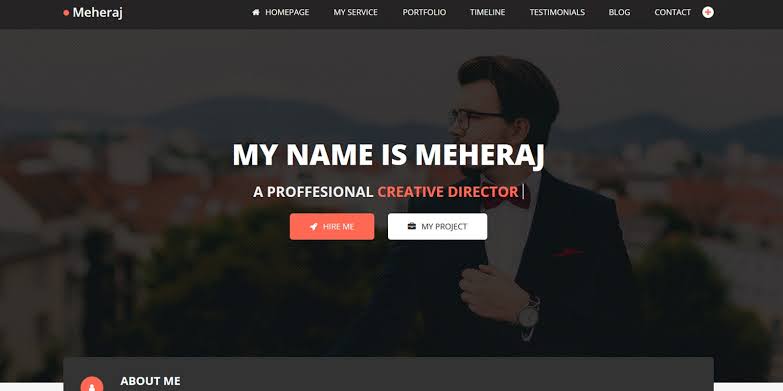 Meheraj
HOMEPAGE MY SERVICE PORTFOLIO TIMELINE TESTIMONIALS BLOG CONTACT
MY NAME IS MEHERAJ
A PROFFESIONAL CREATIVE DIRECTOR
HIRE ME
MY PROJECT
ABOUT ME